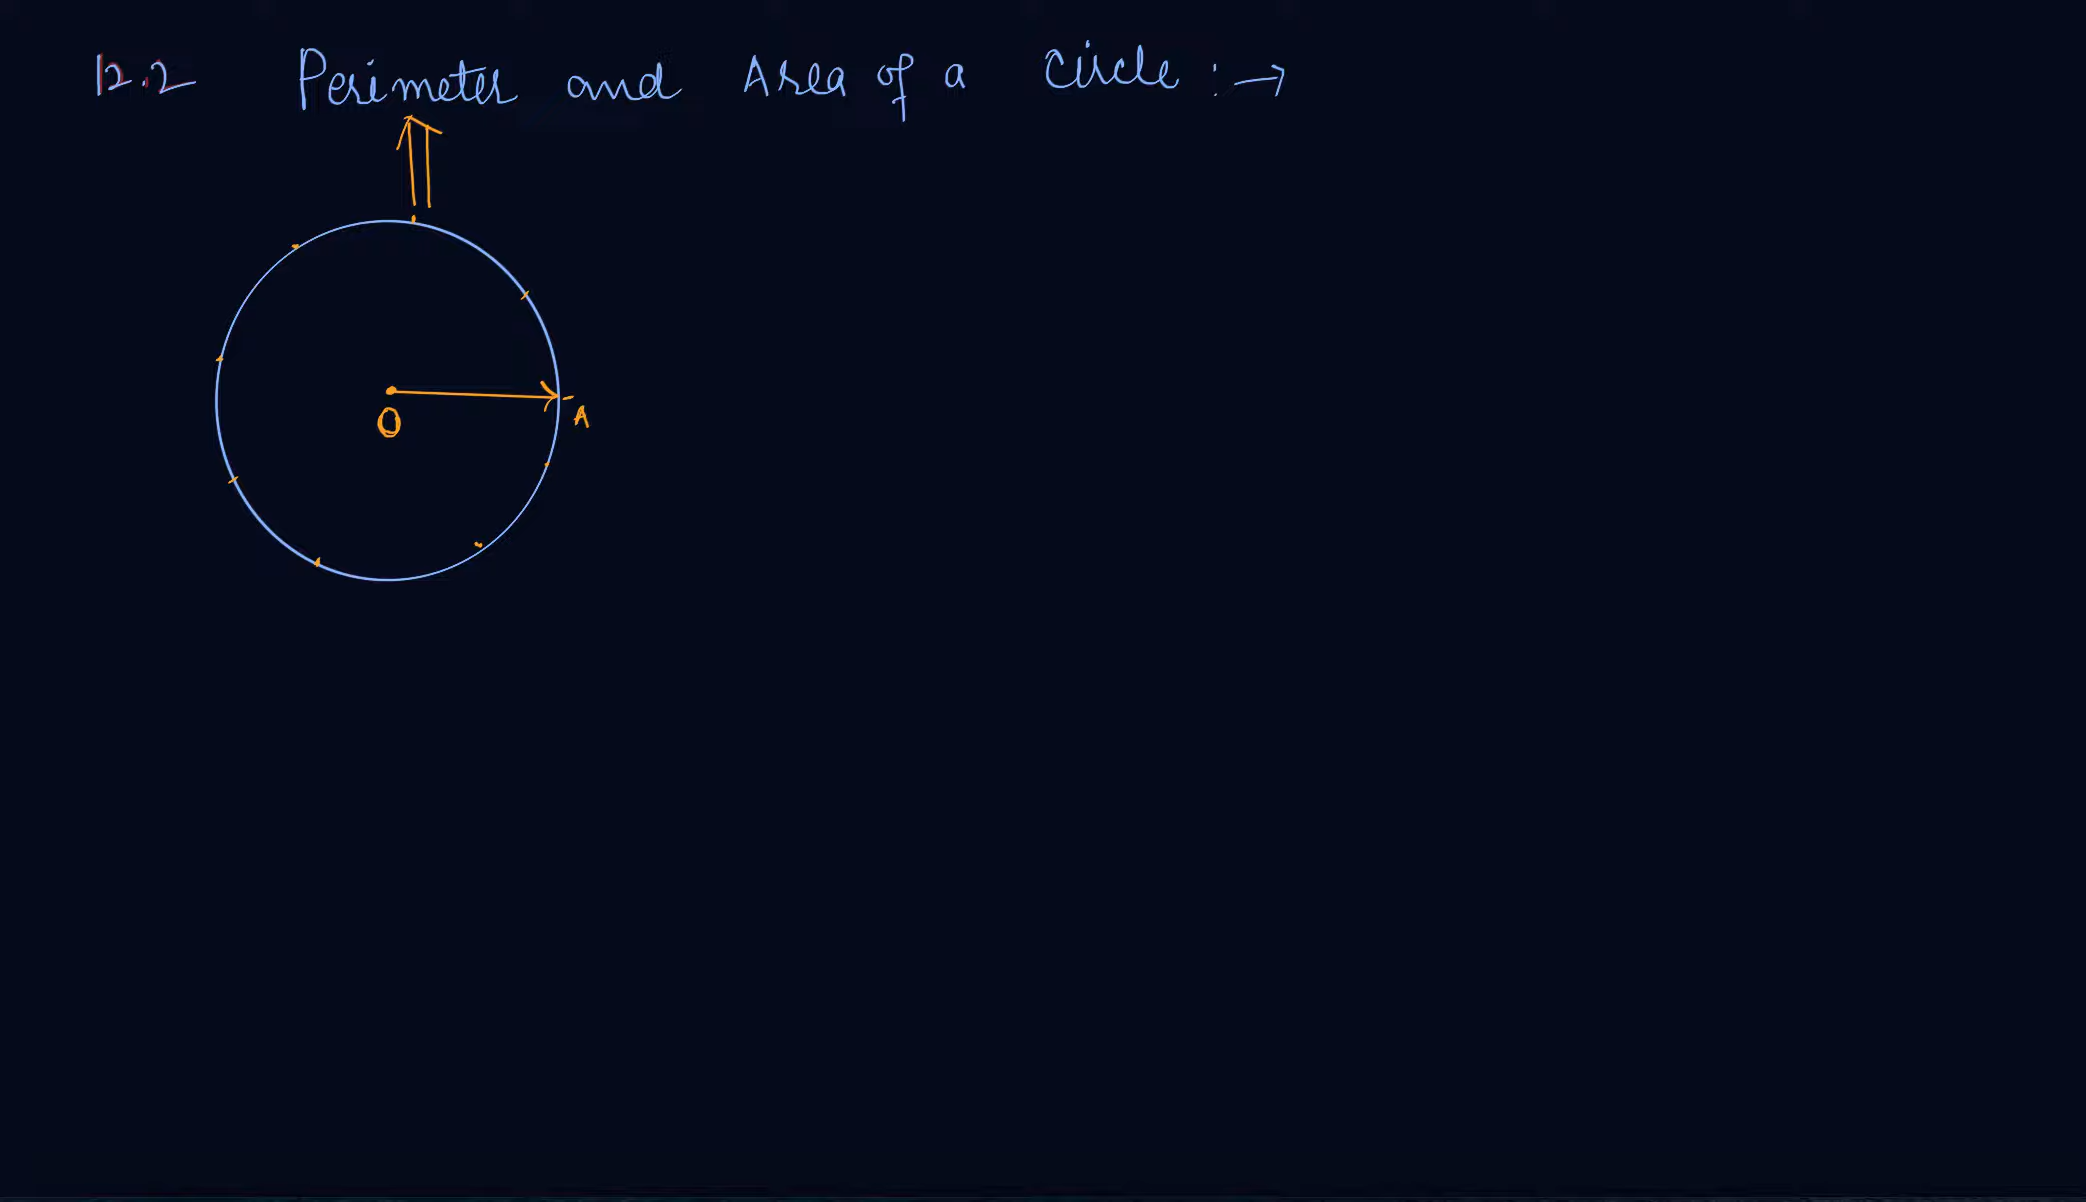 12.2 Perimeter and Area of a Circle :→
O
A